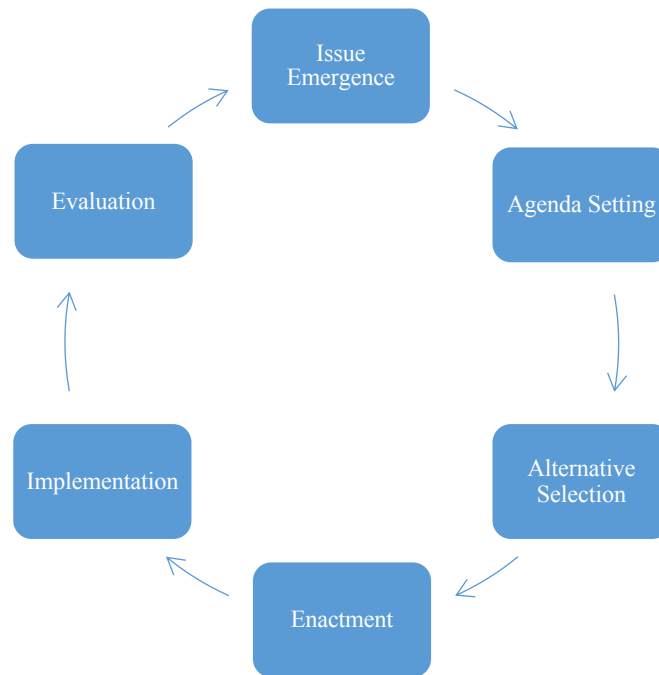 Issue
Emergence
Agenda Setting
Alternative
Selection
Enactment
Implementation
Evaluation